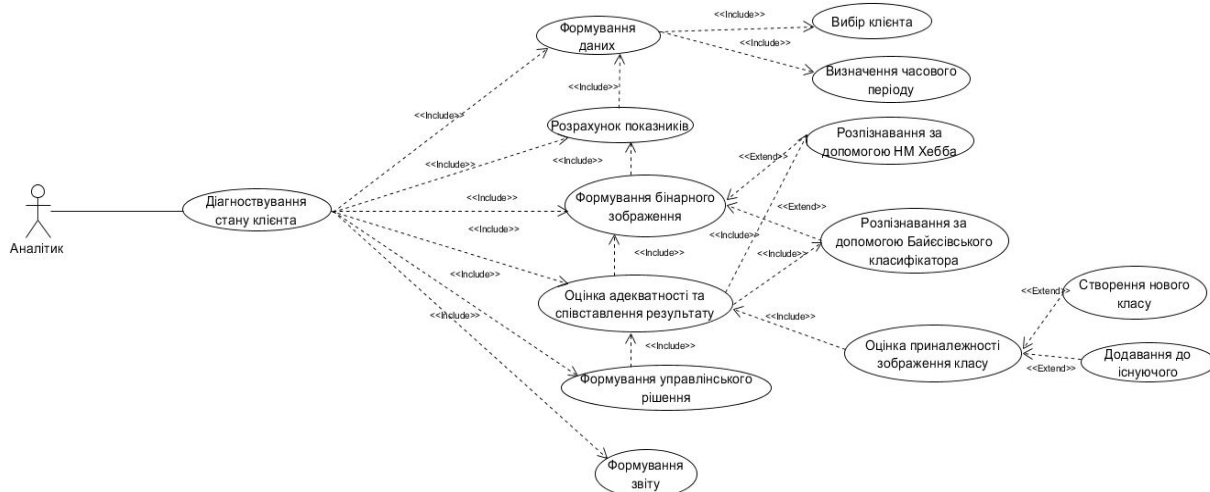 <<Include>>
Вибір клієнта
Формування
даних
<<Include>>
Визначення часового
періоду
<<Include>>
<<Include>>
Розрахунок показників
Розпізнавання за
допомогою НМ Хебба
<<Include>>
<<Include>>
<<Extend>>
Аналітик
Діагностування
стану клієнта
<<Include>>
Формування бінарного
зображення
<<Extend>>
Розпізнавання за
допомогою Байєсівського
класифікатора
<<Include>>
<<Include>>
<<Include>>
<<Include>>
<<Include>>
Оцінка адекватності та
співставлення результату
Створення нового
класу
<<Extend>>
<<Include>>
<<Include>>
<<Include>>
Оцінка приналежності
зображення класу
<<Extend>>
Додавання до
існуючого
Формування управлінського
рішення
Формування
звіту